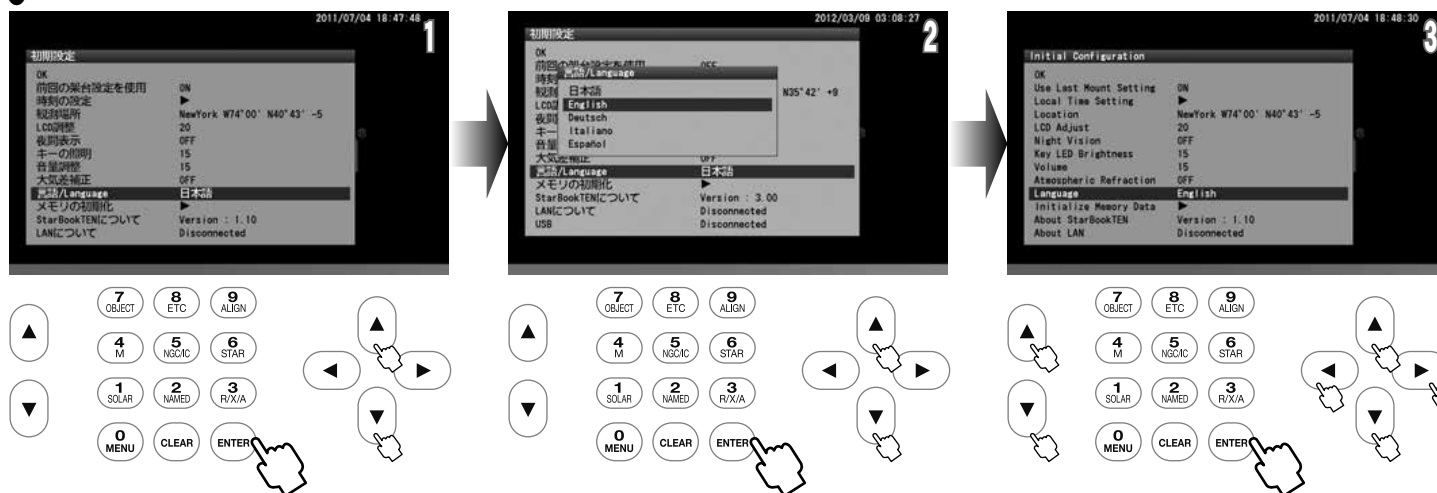 2011/07/04 18:47:48
1
初期設定
OK
前回の架台設定を使用 ON
時刻の設定 ▶
観測場所 NewYork W74°00' N40°43' -5
LCD調整 20
夜間表示 OFF
キーの照明 15
音量調整 15
大気差補正 OFF
言語/Language 日本語
メモリの初期化 ▶
StarBookTENについて Version : 1.10
LANについて Disconnected
7 8 9
OBJECT ETC ALIGN
4 5 6
M NGC/IC STAR
1 2 3
SOLAR NAMED R/X/A
0
MENU CLEAR ENTER
2012/03/09 03:08:27
2
初期設定
OK
言語/Language
日本語
N35°42' +9
English
Deutsch
Italiano
Español
大気差補正 OFF
言語/Language 日本語
メモリの初期化 ▶
StarBookTENについて Version : 3.00
LANについて Disconnected
USB Disconnected
7 8 9
OBJECT ETC ALIGN
4 5 6
M NGC/IC STAR
1 2 3
SOLAR NAMED R/X/A
0
MENU CLEAR ENTER
2011/07/04 18:48:30
3
Initial Configuration
OK
Use Last Mount Setting ON
Local Time Setting ▶
Location NewYork W74°00' N40°43' -5
LCD Adjust 20
Night Vision OFF
Key LED Brightness 15
Volume 15
Atmospheric Refraction OFF
Language English
Initialize Memory Data ▶
About StarBookTEN Version : 1.10
About LAN Disconnected
7 8 9
OBJECT ETC ALIGN
4 5 6
M NGC/IC STAR
1 2 3
SOLAR NAMED R/X/A
0
MENU CLEAR ENTER